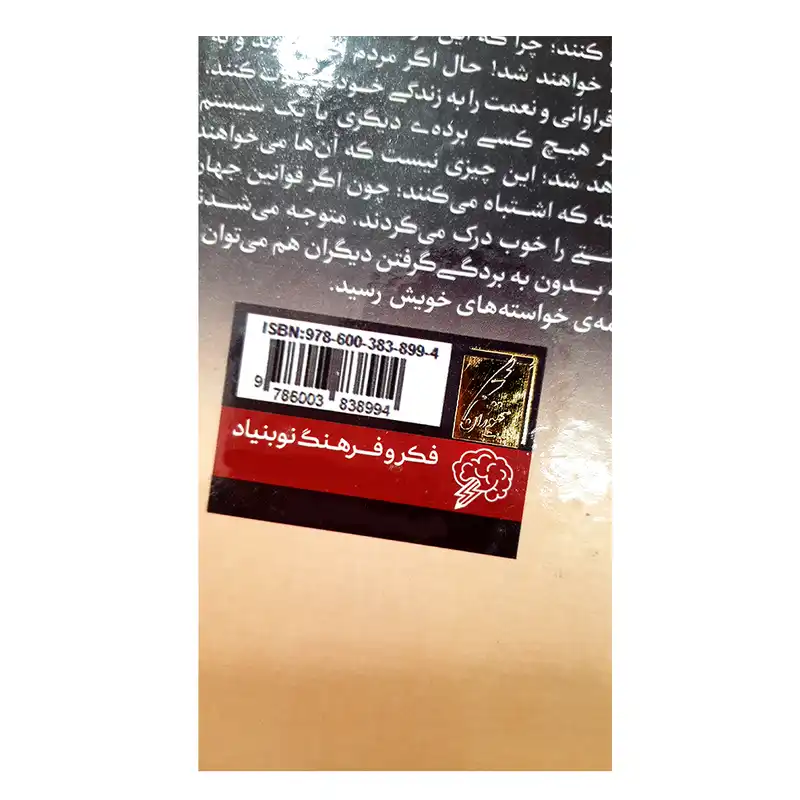 کنند؛ چرا که این
خواهند شد! حال اگر مردم
فراوانی و نعمت را به زندگی خود کنند،
هیچ کسی برده‌ی دیگری یا یک سیستم
شد؛ این چیزی نیست که آن‌ها می‌خواهند
که اشتباه می‌کنند؛ چون اگر قوانین
را خوب درک می‌کردند، متوجه می‌شدند
بدون به بردگی‌گرفتن دیگران هم می‌توان
خواسته‌های خویش رسید.
ISBN:978-600-383-899-4
9 786003 838994
فکر و فرهنگ نوبنیاد